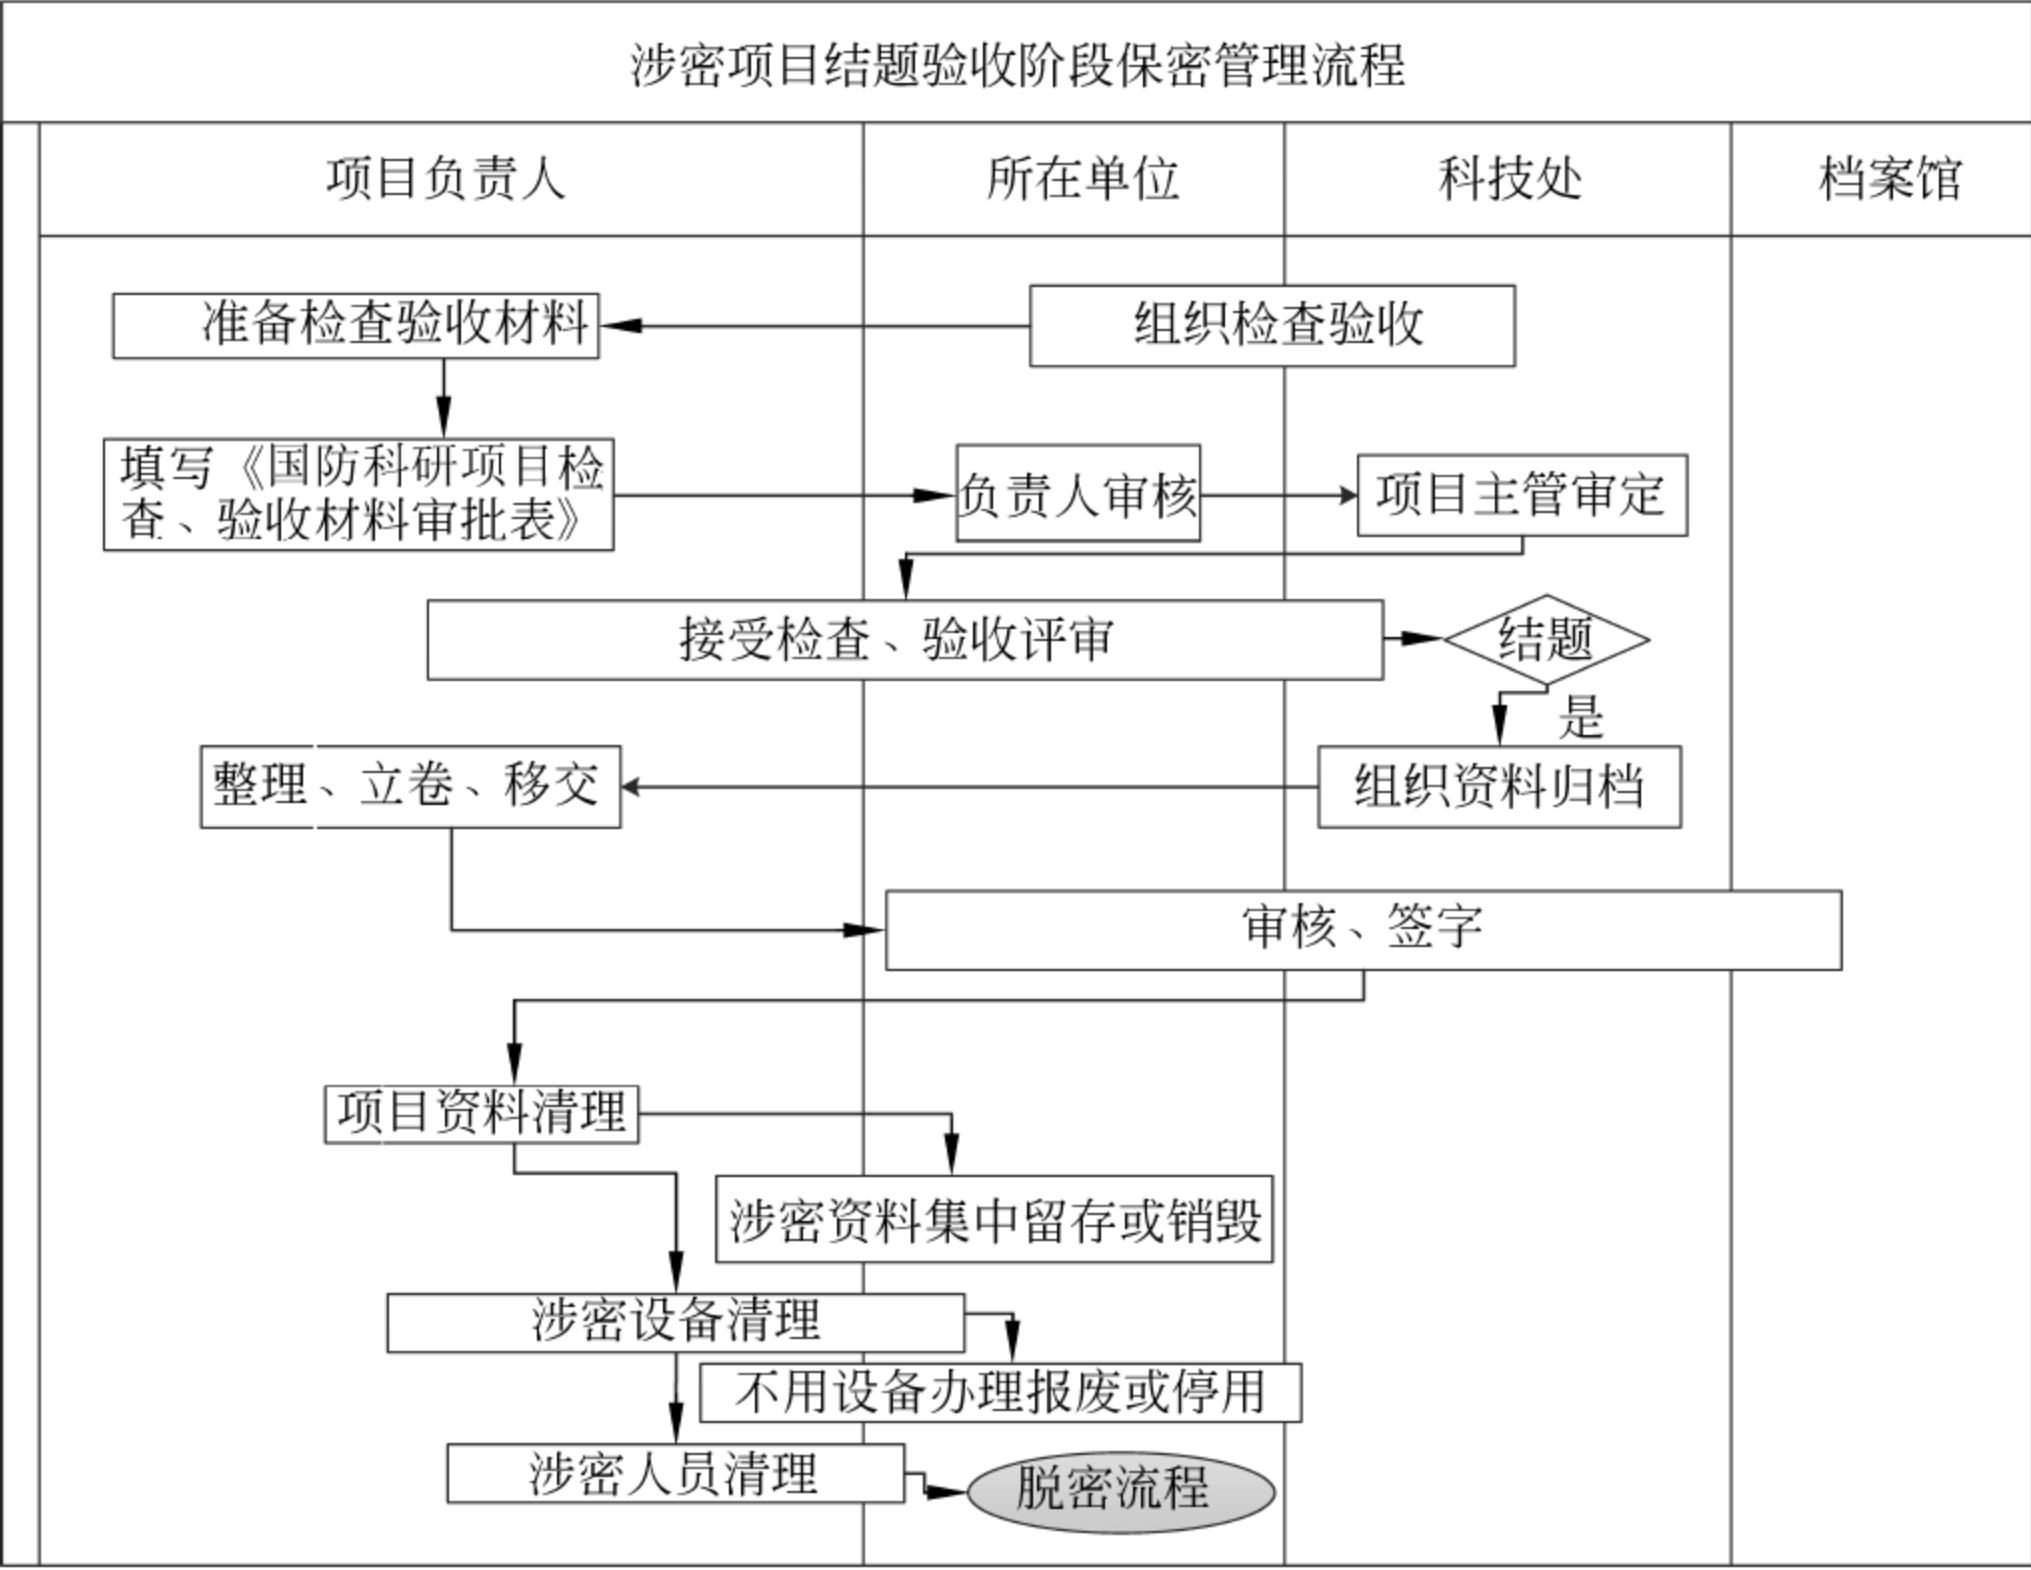 涉密项目结题验收阶段保密管理流程
项目负责人
所在单位
科技处
档案馆
准备检查验收材料
组织检查验收
填写《国防科研项目检
查、验收材料审批表》
负责人审核
项目主管审定
接受检查、验收评审
结题
是
整理、立卷、移交
组织资料归档
审核、签字
项目资料清理
涉密资料集中留存或销毁
涉密设备清理
不用设备办理报废或停用
涉密人员清理
脱密流程